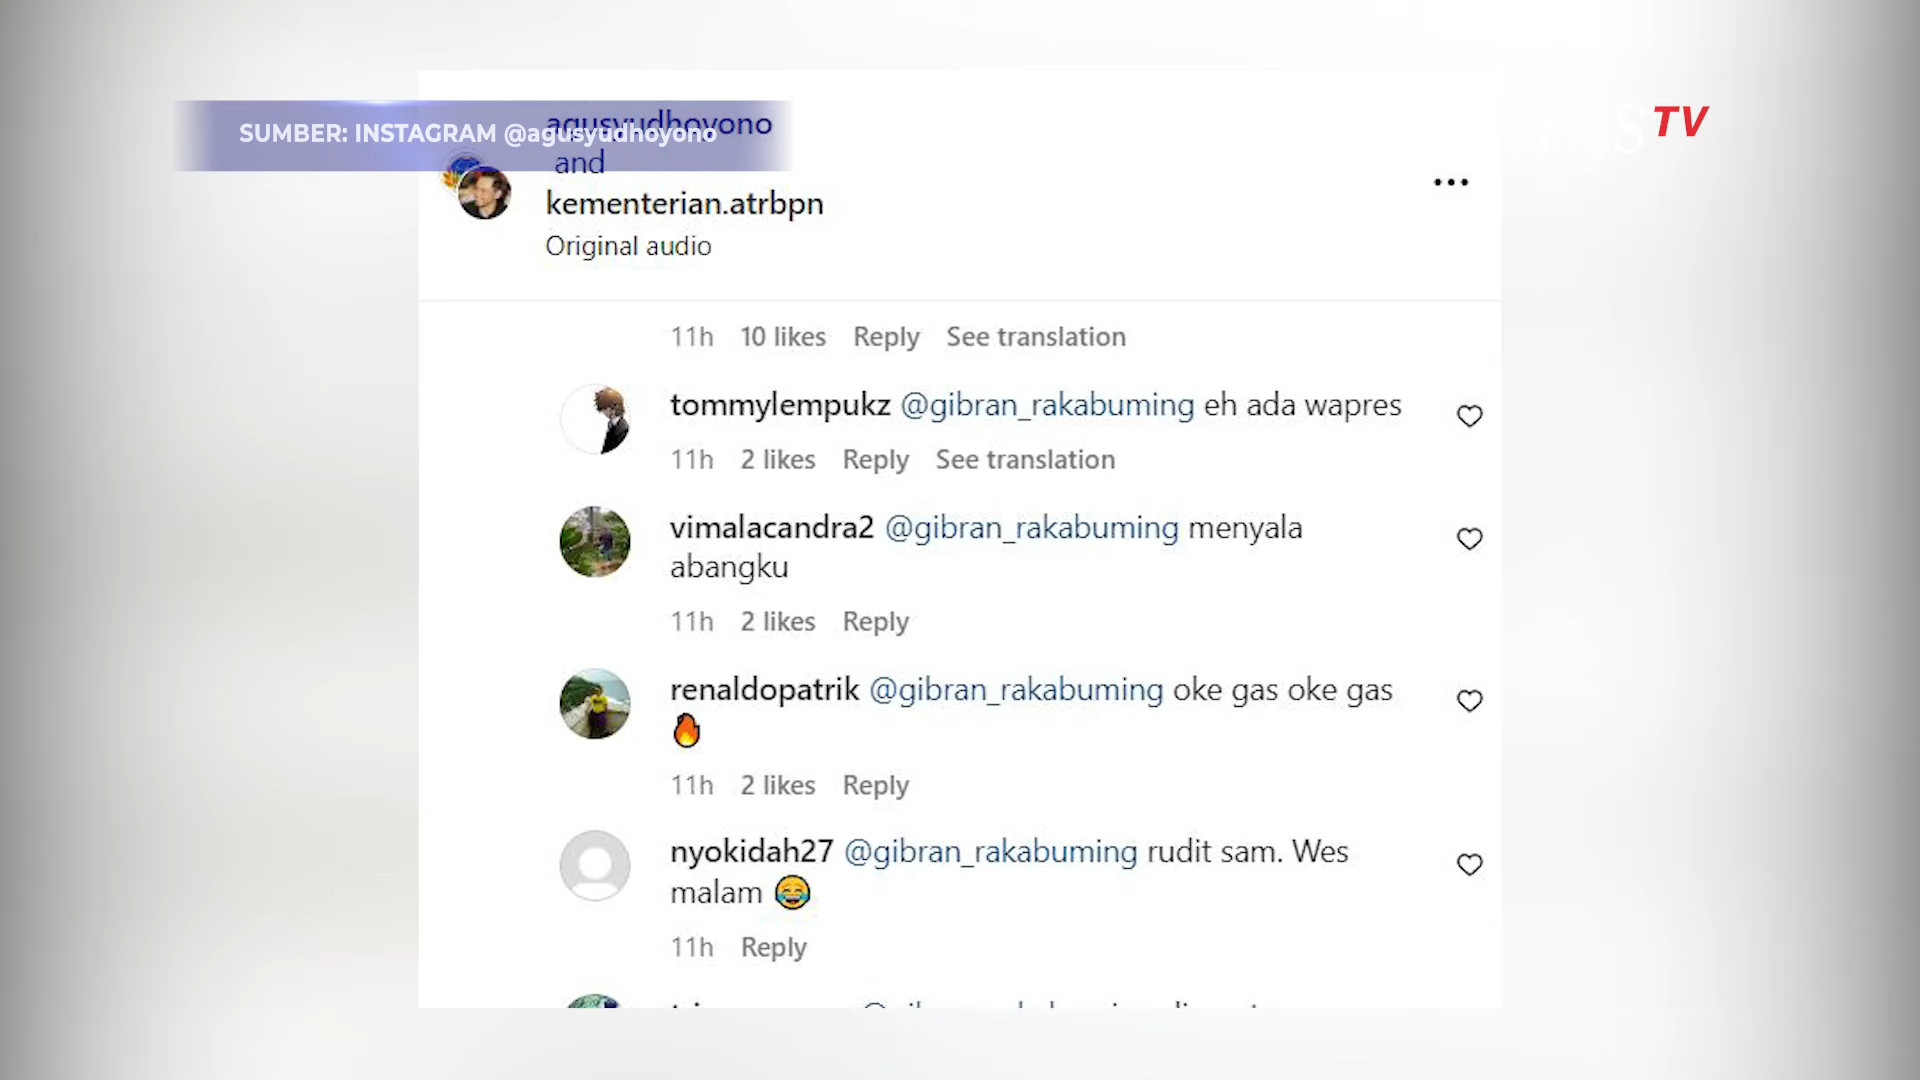 SUMBER: INSTAGRAM @agusyudhoyono
TV
agusyudhoyono
and
kementerian.atrbpn
Original audio
11h 10 likes Reply See translation
tommylempukz @gibran_rakabuming eh ada wapres
11h 2 likes Reply See translation
vimalacandra2 @gibran_rakabuming menyala
abangku
11h 2 likes Reply
renaldopatrik @gibran_rakabuming oke gas oke gas
🔥
11h 2 likes Reply
nyokidah27 @gibran_rakabuming rudit sam. Wes
malam 😂
11h Reply